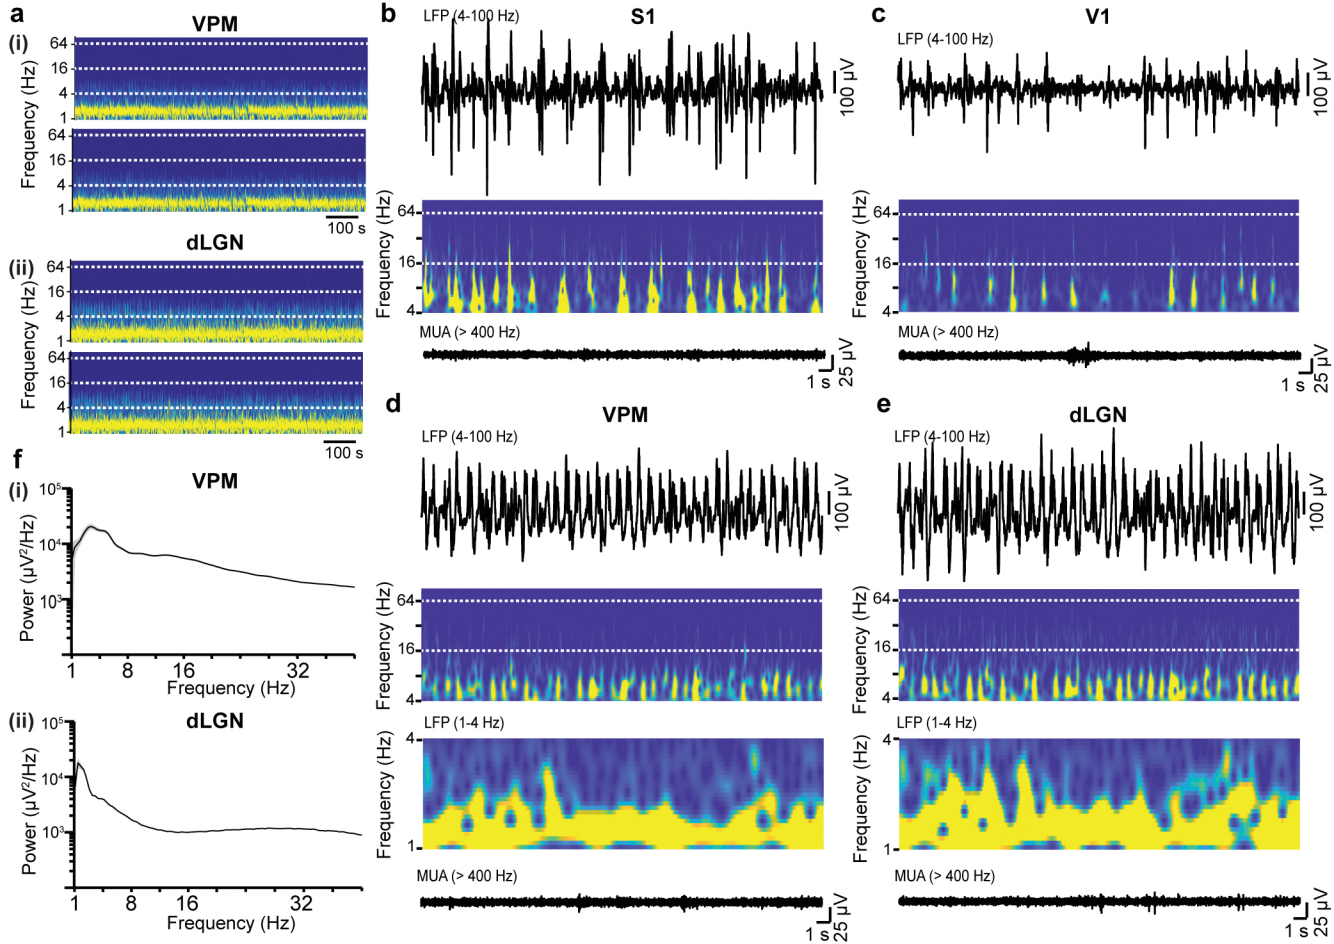 a
VPM
(i)
Frequency (Hz)
64
16
4
1
64
16
4
1
100 s
dLGN
(ii)
Frequency (Hz)
64
16
4
1
64
16
4
1
100 s
b
S1
LFP (4-100 Hz)
100 µV
Frequency (Hz)
64
16
4
MUA (> 400 Hz)
1 s
25 µV
c
V1
LFP (4-100 Hz)
100 µV
Frequency (Hz)
64
16
4
MUA (> 400 Hz)
1 s
25 µV
d
VPM
LFP (4-100 Hz)
100 µV
Frequency (Hz)
64
16
4
LFP (1-4 Hz)
Frequency (Hz)
4
1
MUA (> 400 Hz)
1 s
25 µV
e
dLGN
LFP (4-100 Hz)
100 µV
Frequency (Hz)
64
16
4
LFP (1-4 Hz)
Frequency (Hz)
4
1
MUA (> 400 Hz)
1 s
25 µV
f
(i)
VPM
Power (µV²/Hz)
10⁵
10⁴
10³
1 8 16 32
Frequency (Hz)
(ii)
dLGN
Power (µV²/Hz)
10⁵
10⁴
10³
1 8 16 32
Frequency (Hz)